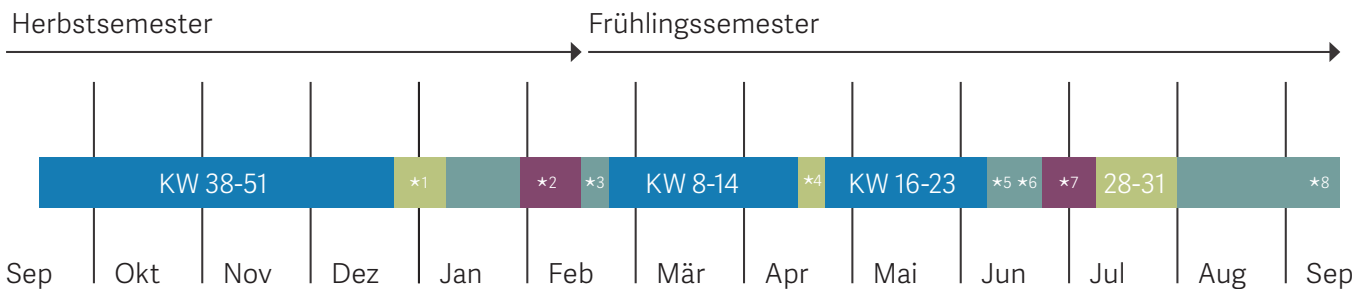 Herbstsemester Frühlingssemester
KW 38-51 *1 *2 *3 KW 8-14 *4 KW 16-23 *5 *6 *7 28-31 *8
Sep Okt Nov Dez Jan Feb Mär Apr Mai Jun Jul Aug Sep